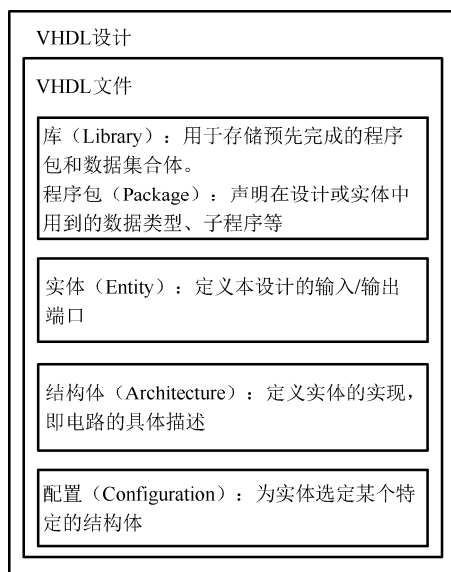 VHDL设计
VHDL文件
库（Library）：用于存储预先完成的程序
包和数据集合体。
程序包（Package）：声明在设计或实体中
用到的数据类型、子程序等
实体（Entity）：定义本设计的输入/输出
端口
结构体（Architecture）：定义实体的实现，
即电路的具体描述
配置（Configuration）：为实体选定某个特
定的结构体